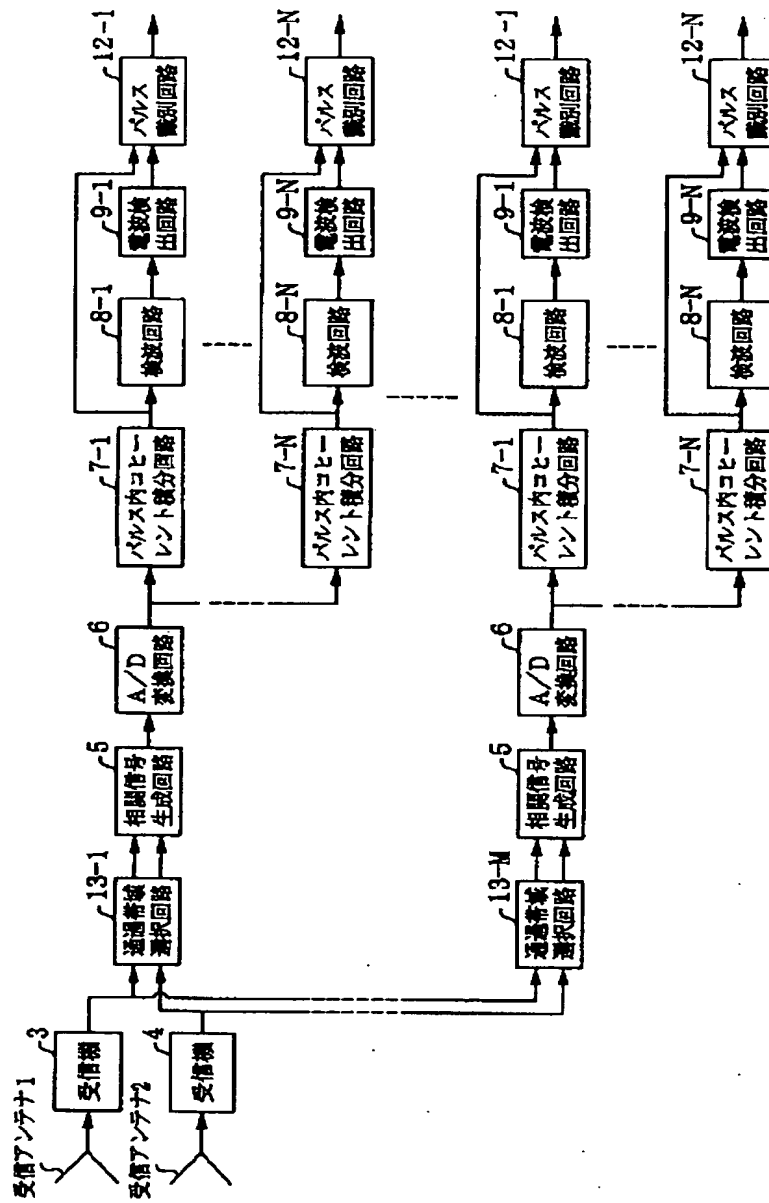 受信アンテナ1
3
受信機
受信アンテナ2
4
受信機
13-1
通過帯域
選択回路
5
相関信号
生成回路
6
A/D
変換回路
7-1
パルス内コヒー
レント積分回路
8-1
検波回路
9-1
電波検
出回路
12-1
パルス
識別回路
7-N
パルス内コヒー
レント積分回路
8-N
検波回路
9-N
電波検
出回路
12-N
パルス
識別回路
13-M
通過帯域
選択回路
5
相関信号
生成回路
6
A/D
変換回路
7-1
パルス内コヒー
レント積分回路
8-1
検波回路
9-1
電波検
出回路
12-1
パルス
識別回路
7-N
パルス内コヒー
レント積分回路
8-N
検波回路
9-N
電波検
出回路
12-N
パルス
識別回路